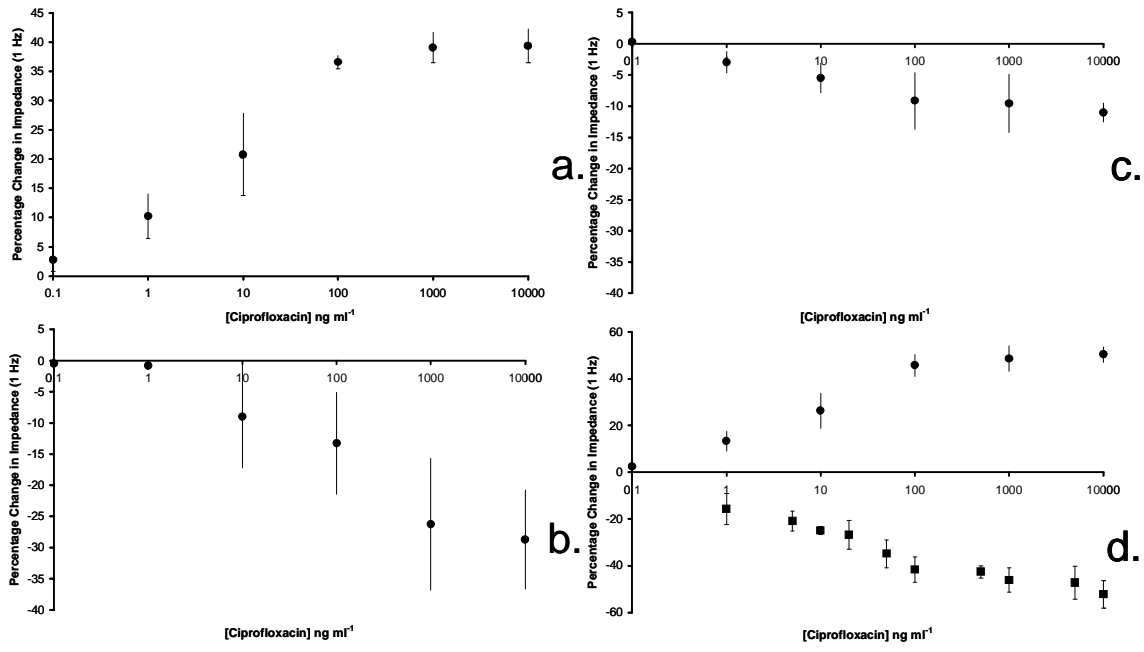 45
40
35
30
25
20
15
10
5
0
0.1 1 10 100 1000 10000
Percentage Change in Impedance (1 Hz)
[Ciprofloxacin] ng ml-1
a.
5
0
-5
-10
-15
-20
-25
-30
-35
-40
0.1 1 10 100 1000 10000
Percentage Change in Impedance (1 Hz)
[Ciprofloxacin] ng ml-1
c.
5
0
-5
-10
-15
-20
-25
-30
-35
-40
0.1 1 10 100 1000 10000
Percentage Change in Impedance (1 Hz)
[Ciprofloxacin] ng ml-1
b.
60
40
20
0
-20
-40
-60
0.1 1 10 100 1000 10000
Percentage Change in Impedance (1 Hz)
[Ciprofloxacin] ng ml-1
d.